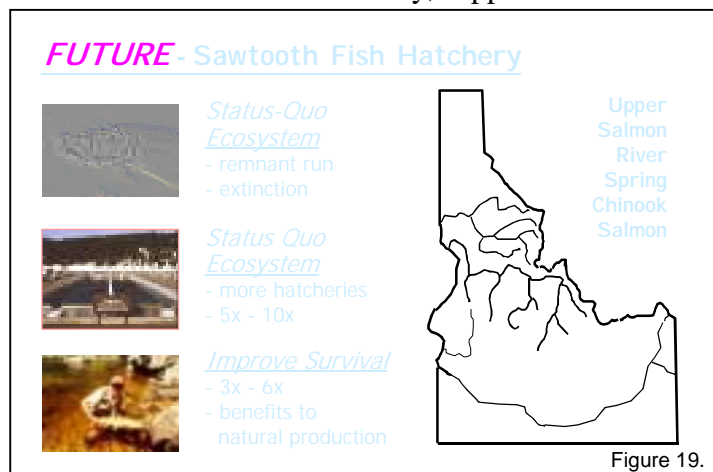 FUTURE - Sawtooth Fish Hatchery
Status-Quo
Ecosystem
- remnant run
- extinction
Status Quo
Ecosystem
- more hatcheries
- 5x - 10x
Improve Survival
- 3x - 6x
- benefits to
natural production
Upper
Salmon
River
Spring
Chinook
Salmon
Figure 19.